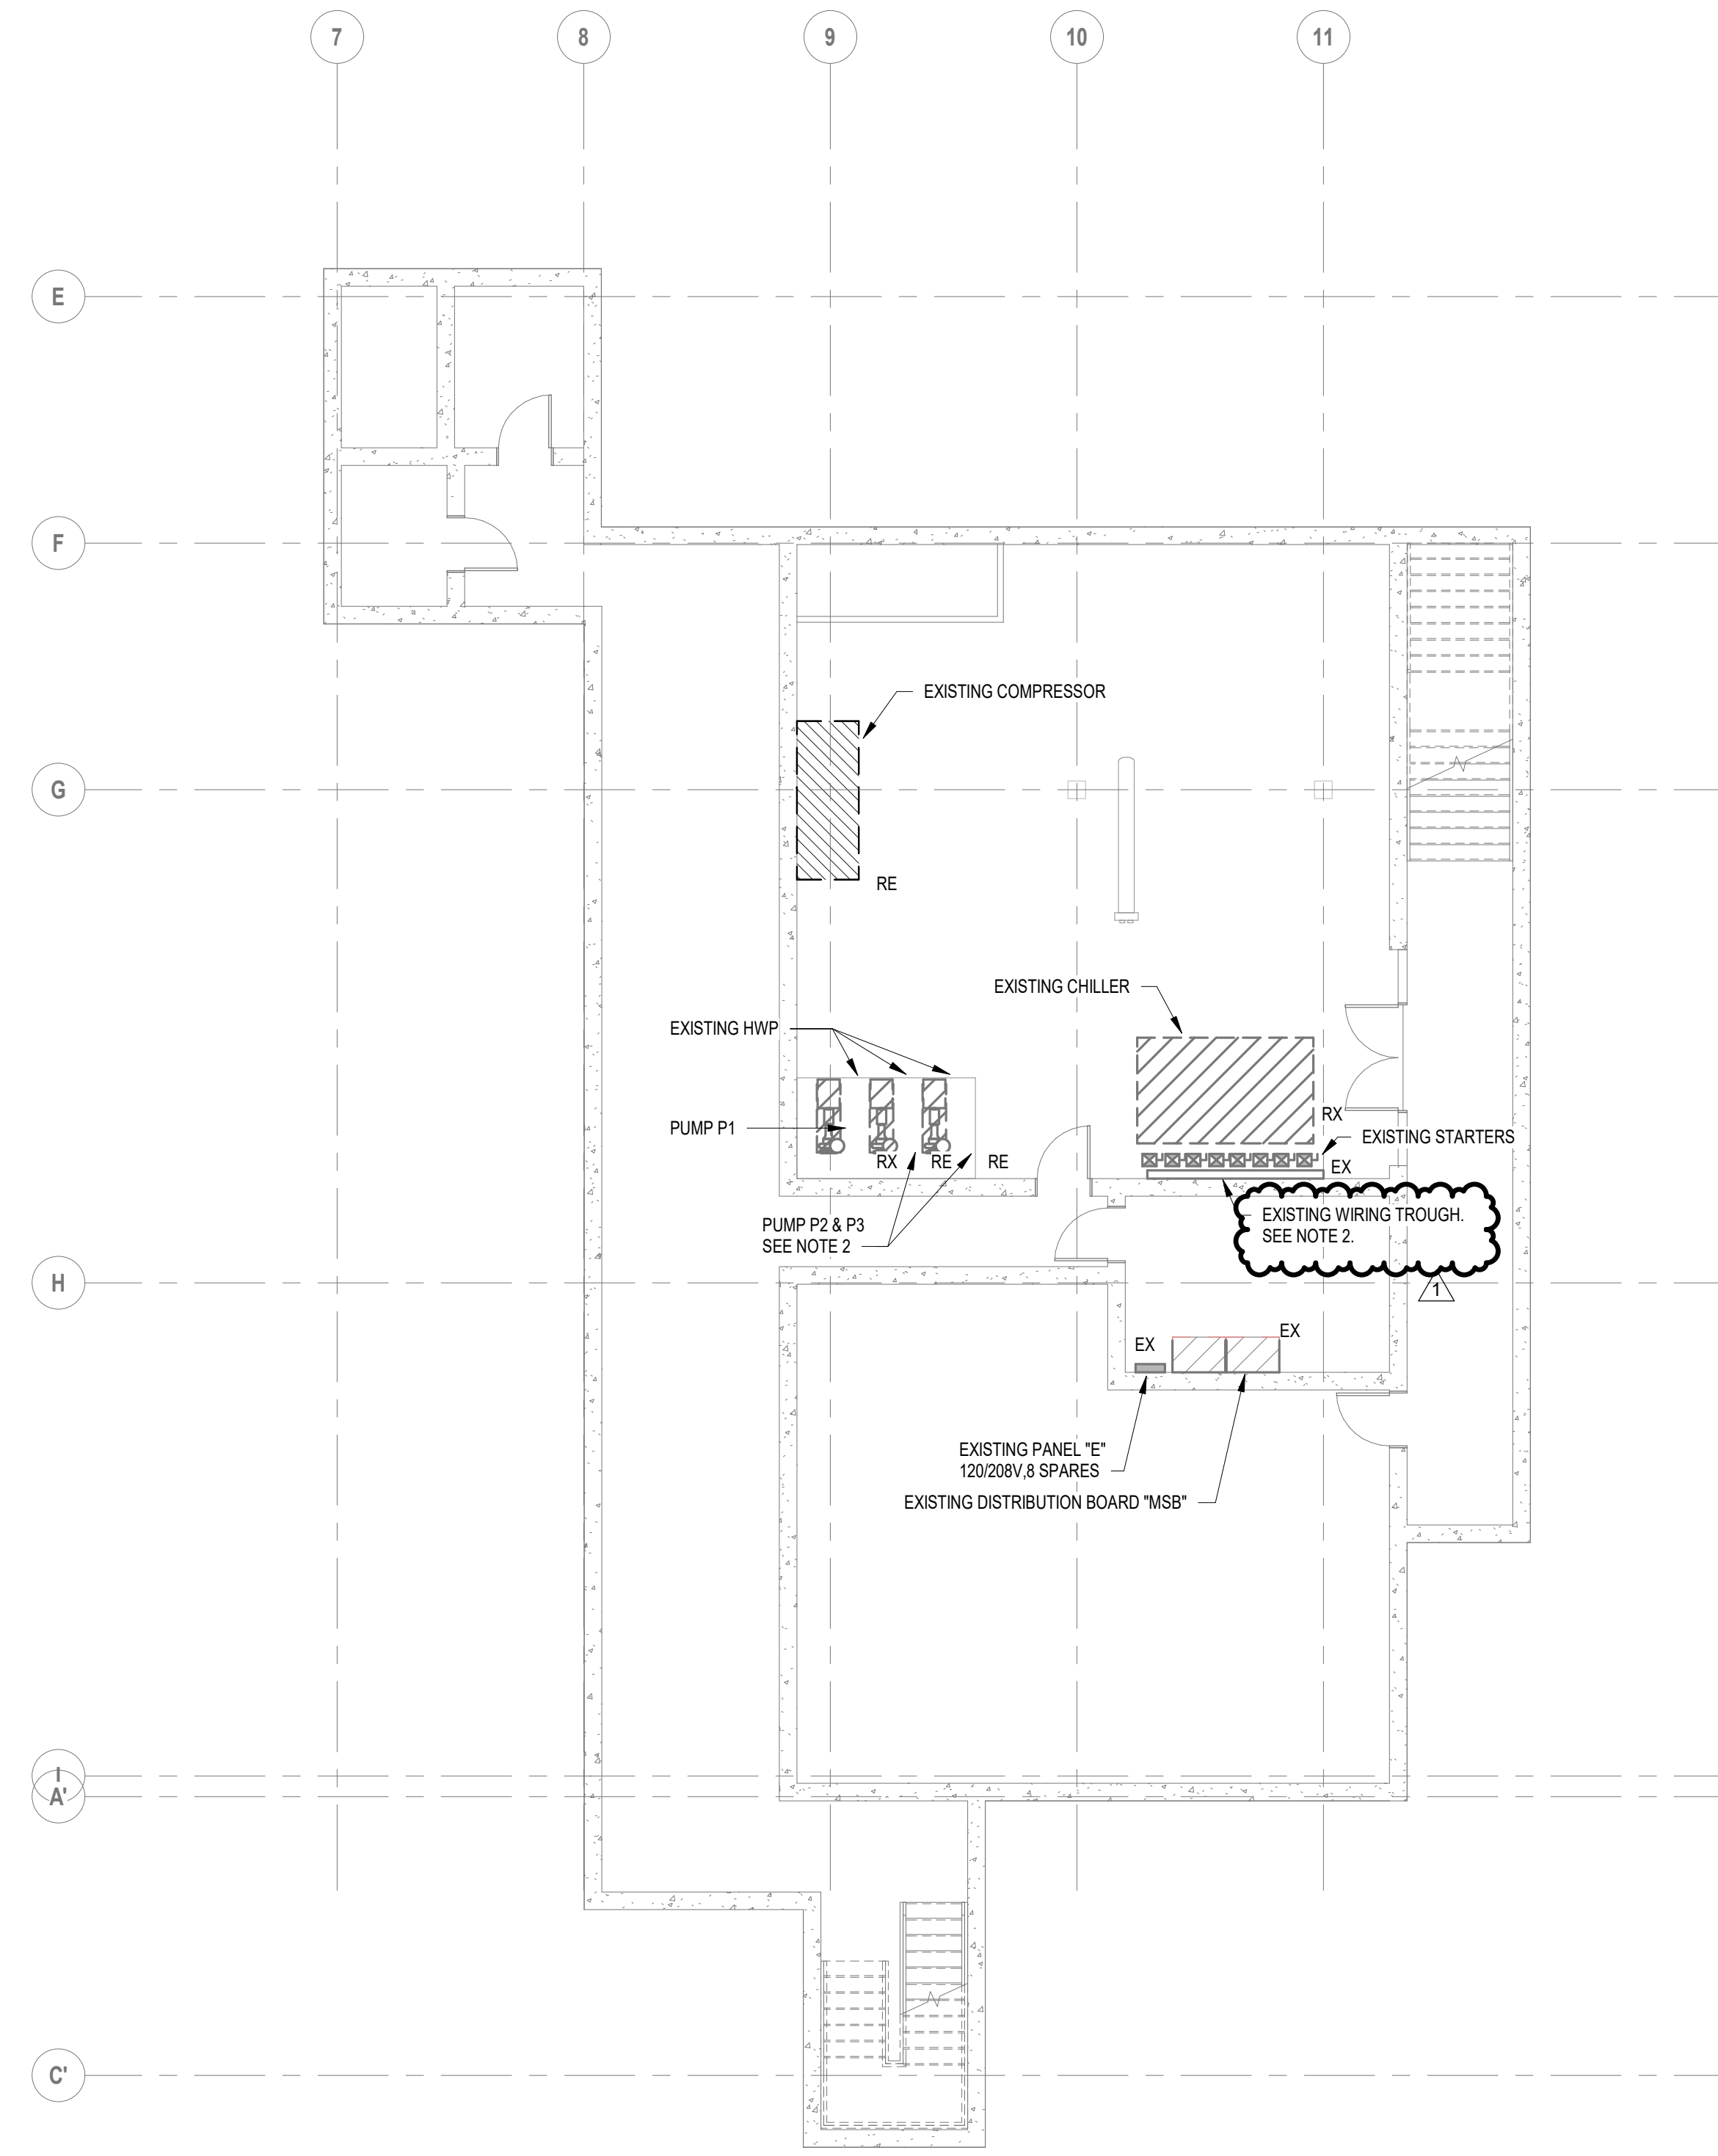 7
8
9
10
11
E
F
EXISTING COMPRESSOR
G
RE
EXISTING CHILLER
EXISTING HWP
RX
PUMP P1
EXISTING STARTERS
RX
RE
RE
EX
EXISTING WIRING TROUGH.
SEE NOTE 2.
PUMP P2 & P3
SEE NOTE 2
H
1
EX
EX
EXISTING PANEL "E"
120/208V,8 SPARES
EXISTING DISTRIBUTION BOARD "MSB"
I
A'
C'